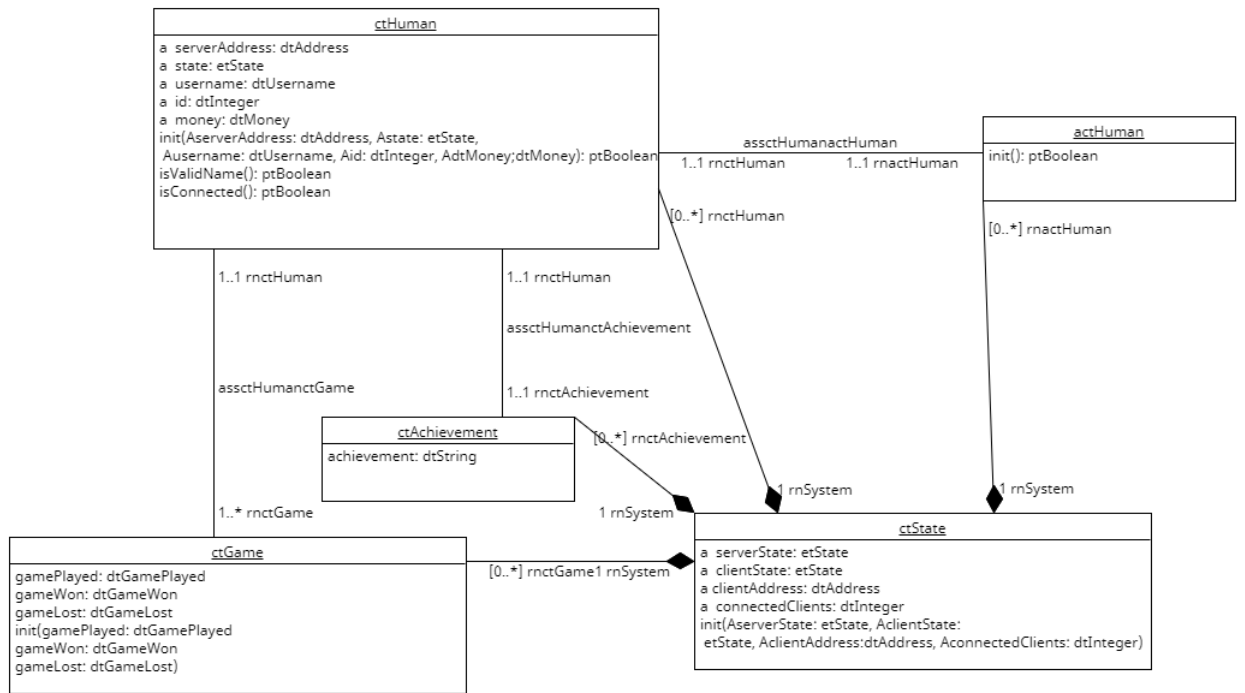 ctHuman
a serverAddress: dtAddress
a state: etState
a username: dtUsername
a id: dtInteger
a money: dtMoney
init(AserverAddress: dtAddress, Astate: etState,
Ausername: dtUsername, Aid: dtInteger, AdtMoney;dtMoney): ptBoolean
isValidName(): ptBoolean
isConnected(): ptBoolean
assctHumanactHuman
1..1 rnctHuman
1..1 rnactHuman
actHuman
init(): ptBoolean
[0..*] rnctHuman
[0..*] rnactHuman
1..1 rnctHuman
1..1 rnctHuman
assctHumanctAchievement
assctHumanctGame
1..1 rnctAchievement
ctAchievement
achievement: dtString
[0..*] rnctAchievement
1 rnSystem
1 rnSystem
1 rnSystem
1..* rnctGame
ctGame
gamePlayed: dtGamePlayed
gameWon: dtGameWon
gameLost: dtGameLost
init(gamePlayed: dtGamePlayed
gameWon: dtGameWon
gameLost: dtGameLost)
[0..*] rnctGame1 rnSystem
ctState
a serverState: etState
a clientState: etState
a clientAddress: dtAddress
a connectedClients: dtInteger
init(AserverState: etState, AclientState:
etState, AclientAddress:dtAddress, AconnectedClients: dtInteger)